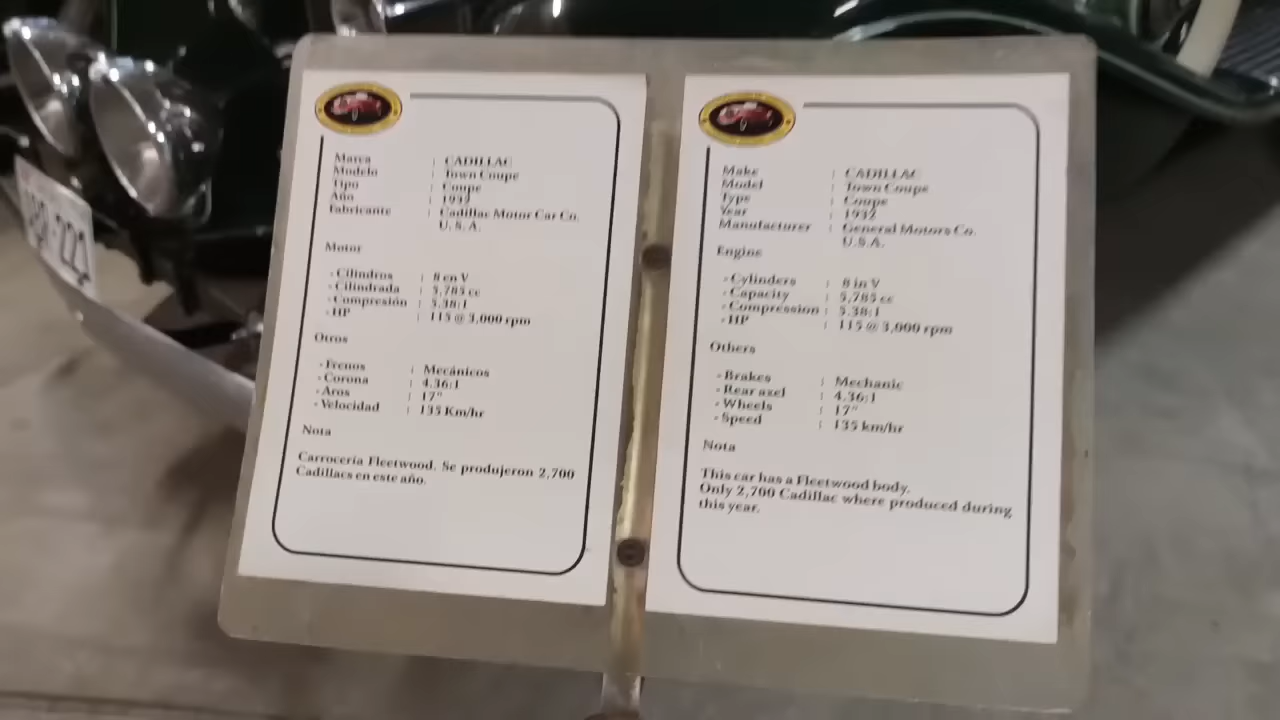 Marca : CADILLAC
Modelo : Town Coupe
Tipo : Coupe
Año : 1932
Fabricante : Cadillac Motor Car Co.
U.S.A.
Motor
- Cilindros : 8 en V
- Cilindrada : 5,785 cc
- Compresión : 5.38:1
- HP : 115 @ 3,000 rpm
Otros
- Frenos : Mecánicos
- Corona : 4.36:1
- Aros : 17"
- Velocidad : 135 Km/hr
Nota
Carrocería Fleetwood. Se produjeron 2,700
Cadillacs en este año.
Make : CADILLAC
Model : Town Coupe
Type : Coupe
Year : 1932
Manufacturer : General Motors Co.
U.S.A.
Engine
- Cylinders : 8 in V
- Capacity : 5,785 cc
- Compression : 5.38:1
- HP : 115 @ 3,000 rpm
Others
- Brakes : Mechanic
- Rear axel : 4.36:1
- Wheels : 17"
- Speed : 135 km/hr
Nota
This car has a Fleetwood body.
Only 2,700 Cadillac where produced during
this year.